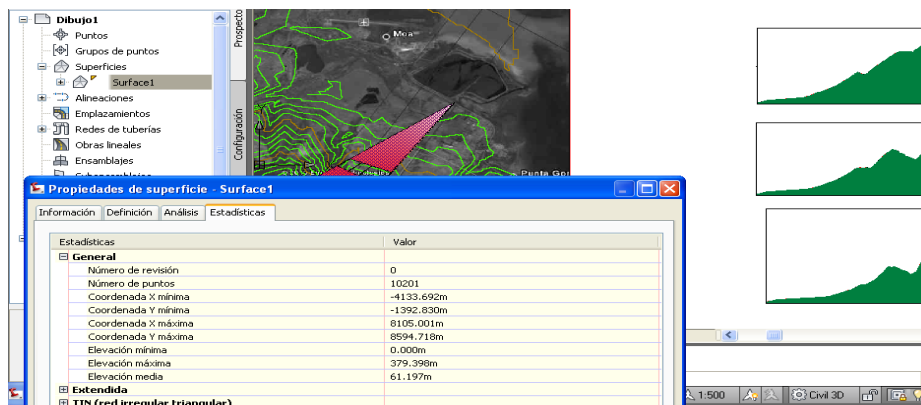 Dibujo1
Puntos
Grupos de puntos
Superficies
Surface1
Alineaciones
Emplazamientos
Redes de tuberías
Obras lineales
Ensamblajes
Prospecto
Configuración
Moa
Propiedades de superficie - Surface1
Información Definición Análisis Estadísticas
Estadísticas Valor
General
Número de revisión 0
Número de puntos 10201
Coordenada X mínima -4133.692m
Coordenada Y mínima -1392.830m
Coordenada X máxima 8105.001m
Coordenada Y máxima 8594.718m
Elevación mínima 0.000m
Elevación máxima 379.398m
Elevación media 61.197m
Extendida
TIN (red irregular triangular)
1:500 Civil 3D